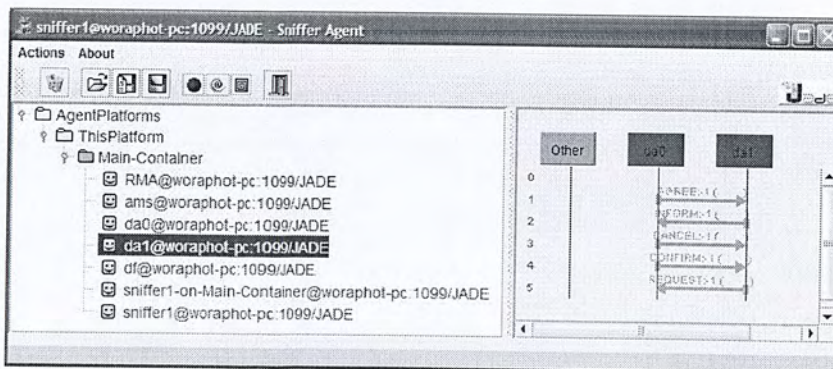 sniffer1@woraphot-pc:1099/JADE - Sniffer Agent
Actions About
AgentPlatforms
ThisPlatform
Main-Container
RMA@woraphot-pc:1099/JADE
ams@woraphot-pc:1099/JADE
da0@woraphot-pc:1099/JADE
da1@woraphot-pc:1099/JADE
df@woraphot-pc:1099/JADE
sniffer1-on-Main-Container@woraphot-pc:1099/JADE
sniffer1@woraphot-pc:1099/JADE
Other da0 da1
0
1 AGREE:-1 ( )
2 INFORM:-1 (
3 CANCEL:-1 (
4 CONFIRM:-1 ( )
5 REQUEST:-1 ( )